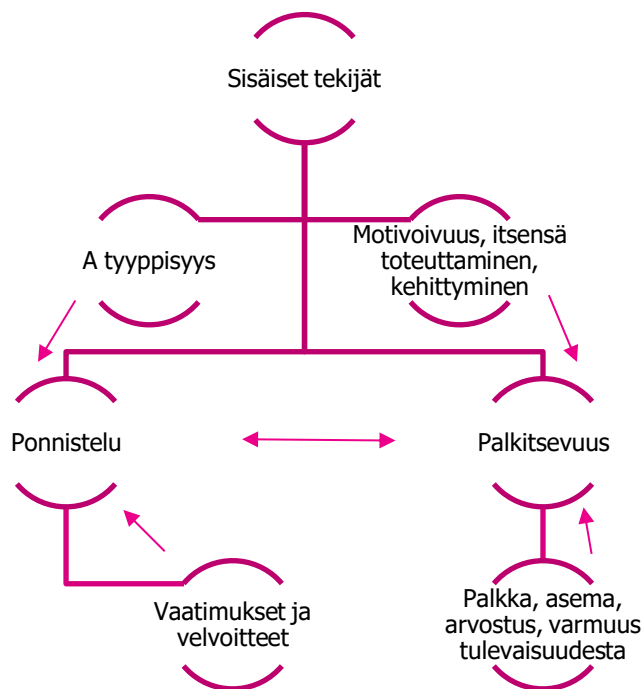 Sisäiset tekijät
A tyyppisyys
Motivoivuus, itsensä
toteuttaminen,
kehittyminen
Ponnistelu
Palkitsevuus
Vaatimukset ja
velvoitteet
Palkka, asema,
arvostus, varmuus
tulevaisuudesta